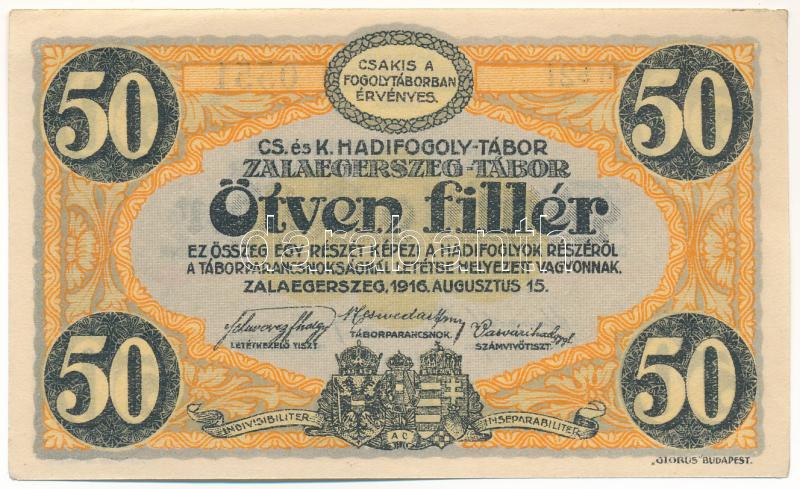 50
CSAKIS A
FOGOLYTÁBORBAN
ÉRVÉNYES.
50
CS. és K. HADIFOGOLY-TÁBOR
ZALAEGERSZEG-TÁBOR
Ötven fillér
EZ ÖSSZEG EGY RÉSZÉT KÉPEZI A HADIFOGLYOK RÉSZÉRŐL
A TÁBORPARANCSNOKSÁGNÁL LETÉTBE HELYEZETT VAGYONNAK.
ZALAEGERSZEG, 1916. AUGUSZTUS 15.
LETÉTKEZELŐ TISZT
TÁBORPARANCSNOK.
SZÁMVIVŐTISZT.
50
INDIVISIBILITER
AC
INSEPARABILITER
50
„GLOBUS" BUDAPEST.
darabanth